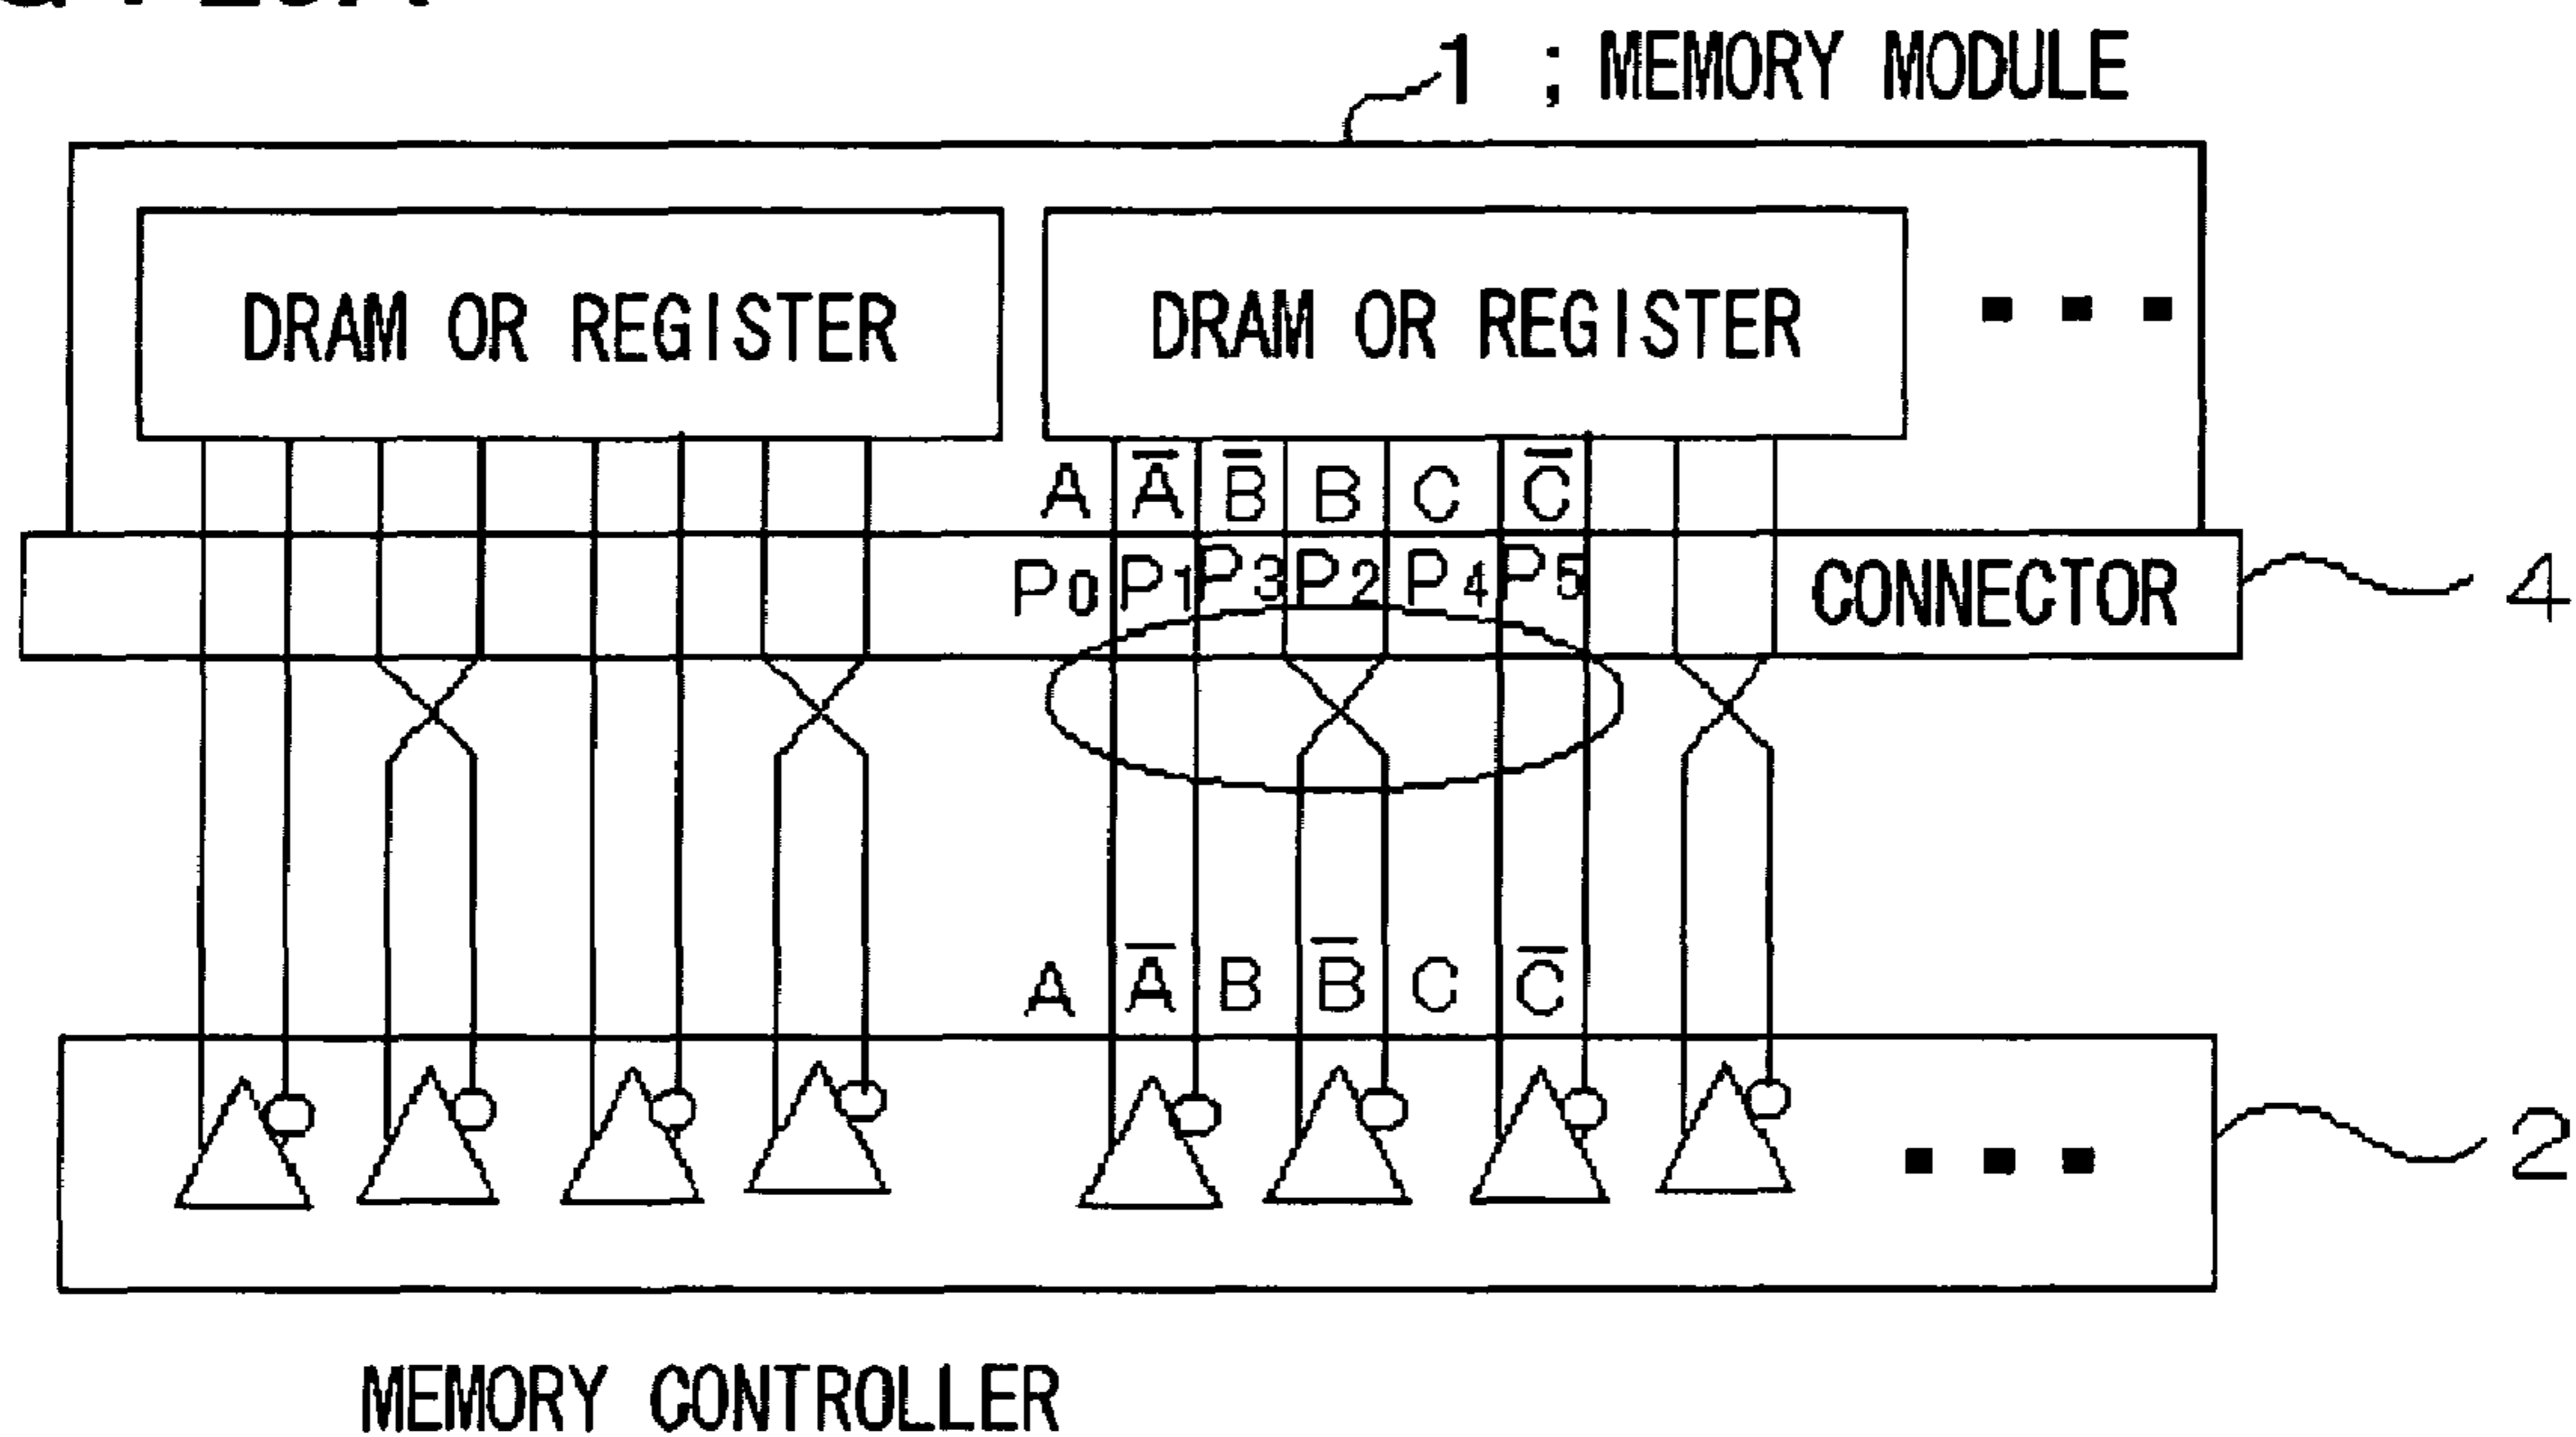 1 ; MEMORY MODULE
DRAM OR REGISTER DRAM OR REGISTER
A A̅ B̅ B C C̅
P0 P1 P3 P2 P4 P5 CONNECTOR 4
A A̅ B B̅ C C̅
2
MEMORY CONTROLLER